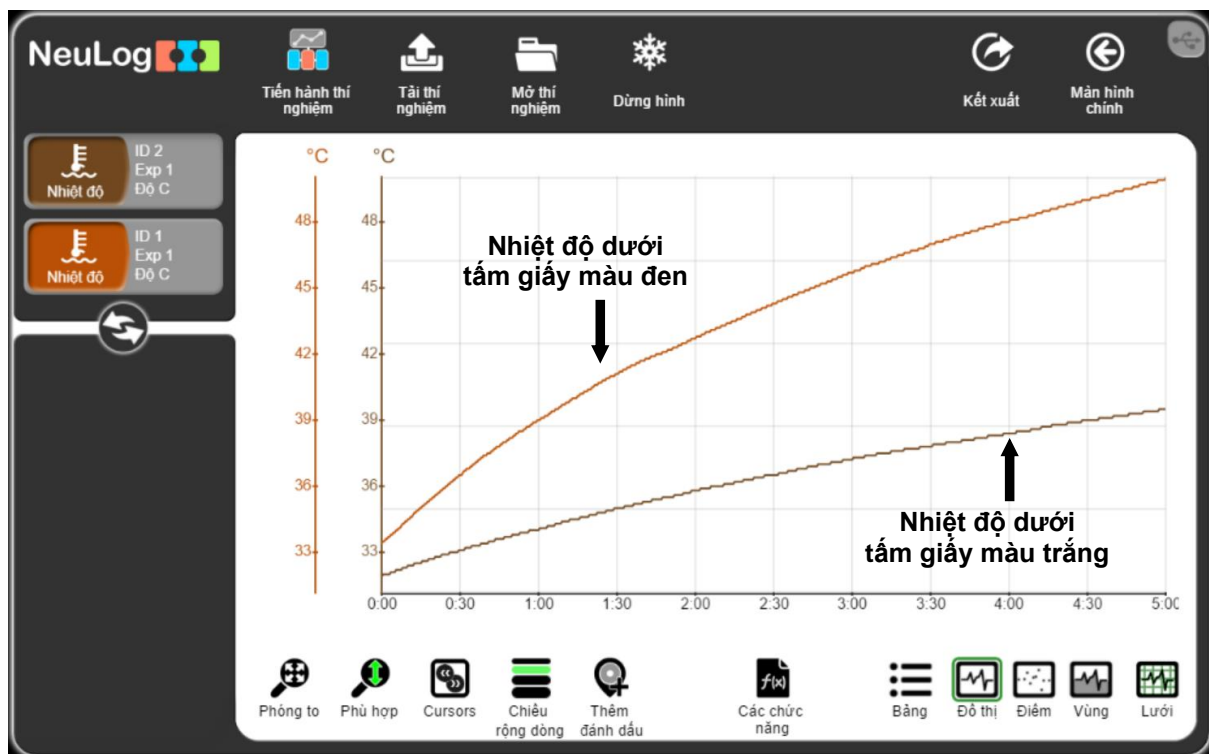 NeuLog
Tiến hành thí
nghiệm
Tải thí
nghiệm
Mở thí
nghiệm
Dừng hình
Kết xuất
Màn hình
chính
ID 2
Exp 1
Độ C
Nhiệt độ
ID 1
Exp 1
Độ C
Nhiệt độ
°C
°C
48
48
45
45
42
42
39
39
36
36
33
33
Nhiệt độ dưới
tấm giấy màu đen
Nhiệt độ dưới
tấm giấy màu trắng
0:00 0:30 1:00 1:30 2:00 2:30 3:00 3:30 4:00 4:30 5:00
Phóng to
Phù hợp
Cursors
Chiều
rộng dòng
Thêm
đánh dấu
f(x)
Các chức
năng
Bảng
Đồ thị
Điểm
Vùng
Lưới